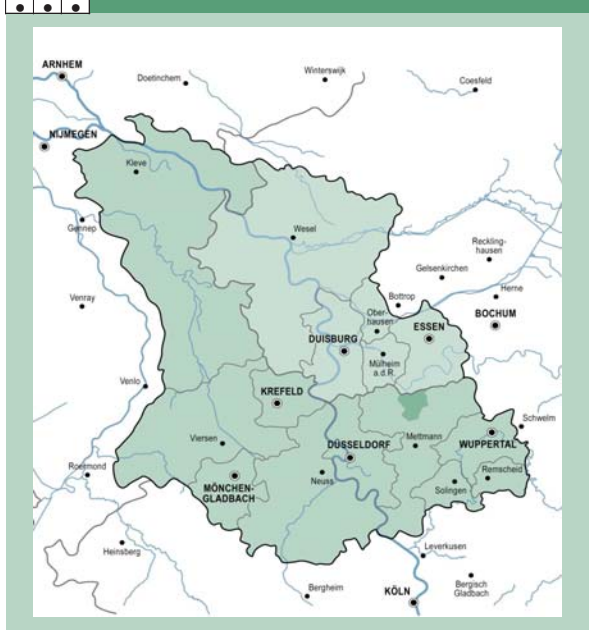 ARNHEM
Doetinchem
Winterswijk
Coesfeld
NIJMEGEN
Kleve
Gennep
Wesel
Reckling-
hausen
Gelsenkirchen
Herne
Venray
Bottrop
Ober-
hausen
ESSEN
BOCHUM
DUISBURG
Mülheim
a.d.R.
Venlo
KREFELD
Schwelm
Viersen
DÜSSELDORF
Mettmann
WUPPERTAL
Roermond
MÖNCHEN-
GLADBACH
Neuss
Solingen
Remscheid
Heinsberg
Leverkusen
Bergheim
KÖLN
Bergisch
Gladbach